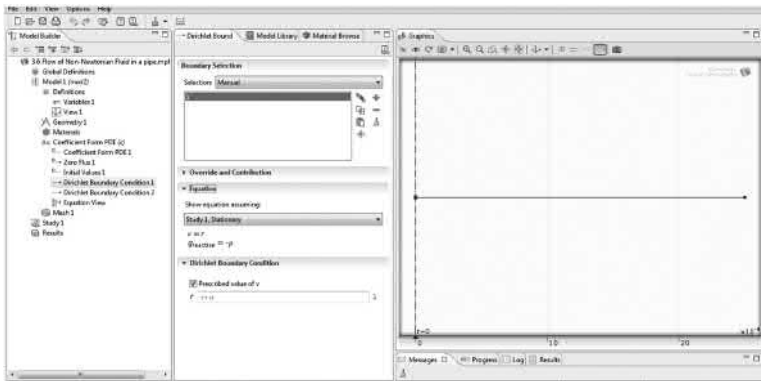 File Edit View Options Help
Model Builder
3.6 Flow of Non-Newtonian Fluid in a pipe.mph
Global Definitions
Model 1 (mod2)
Definitions
Variables 1
View 1
Geometry 1
Materials
Coefficient Form PDE (c)
Coefficient Form PDE 1
Zero Flux 1
Initial Values 1
Dirichlet Boundary Condition 1
Dirichlet Boundary Condition 2
Equation View
Mesh 1
Study 1
Results
Dirichlet Bound
Model Library
Material Browse
Boundary Selection
Selection: Manual
Override and Contribution
Equation
Show equation assuming:
Study 1, Stationary
Dirichlet Boundary Condition
Prescribed value of v
Graphics
r=0
0
10
20
Messages
Progress
Log
Results